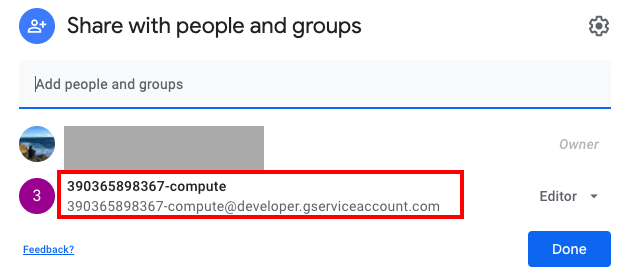 Share with people and groups
Add people and groups
Owner
3
390365898367-compute
390365898367-compute@developer.gserviceaccount.com
Editor
Feedback?
Done